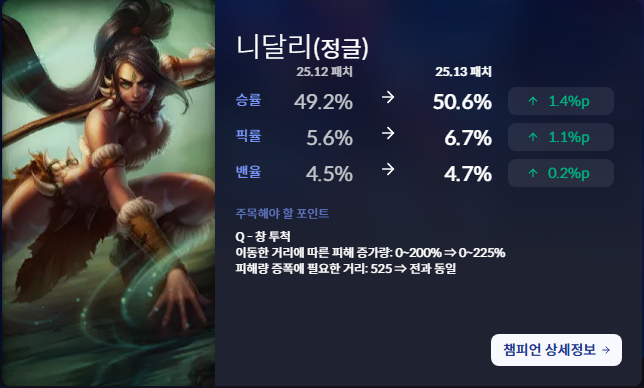 니달리(정글)
25.12 패치 25.13 패치
승률 49.2% → 50.6% ↑ 1.4%p
픽률 5.6% → 6.7% ↑ 1.1%p
밴율 4.5% → 4.7% ↑ 0.2%p
주목해야 할 포인트
Q - 창 투척
이동한 거리에 따른 피해 증가량: 0~200% ⇒ 0~225%
피해량 증폭에 필요한 거리: 525 ⇒ 전과 동일
챔피언 상세정보 →